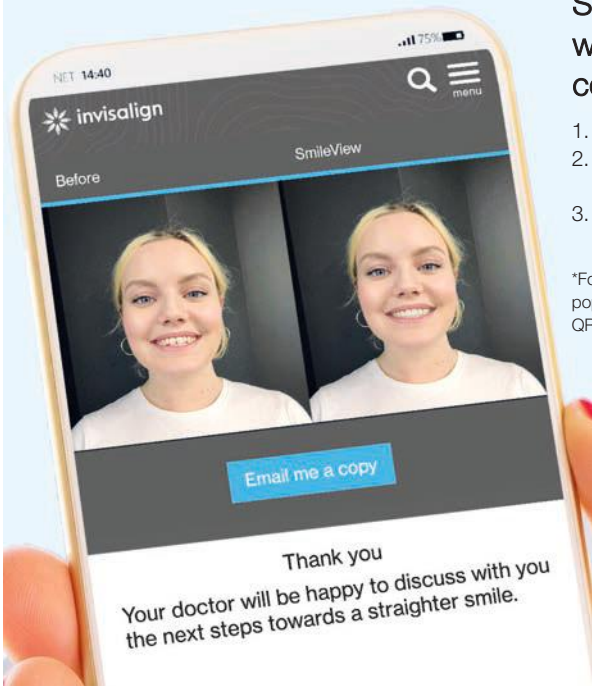 NET 14:40
75%
invisalign
menu
Before
SmileView
Email me a copy
Thank you
Your doctor will be happy to discuss with you
the next steps towards a straighter smile.
1.
2.
3.